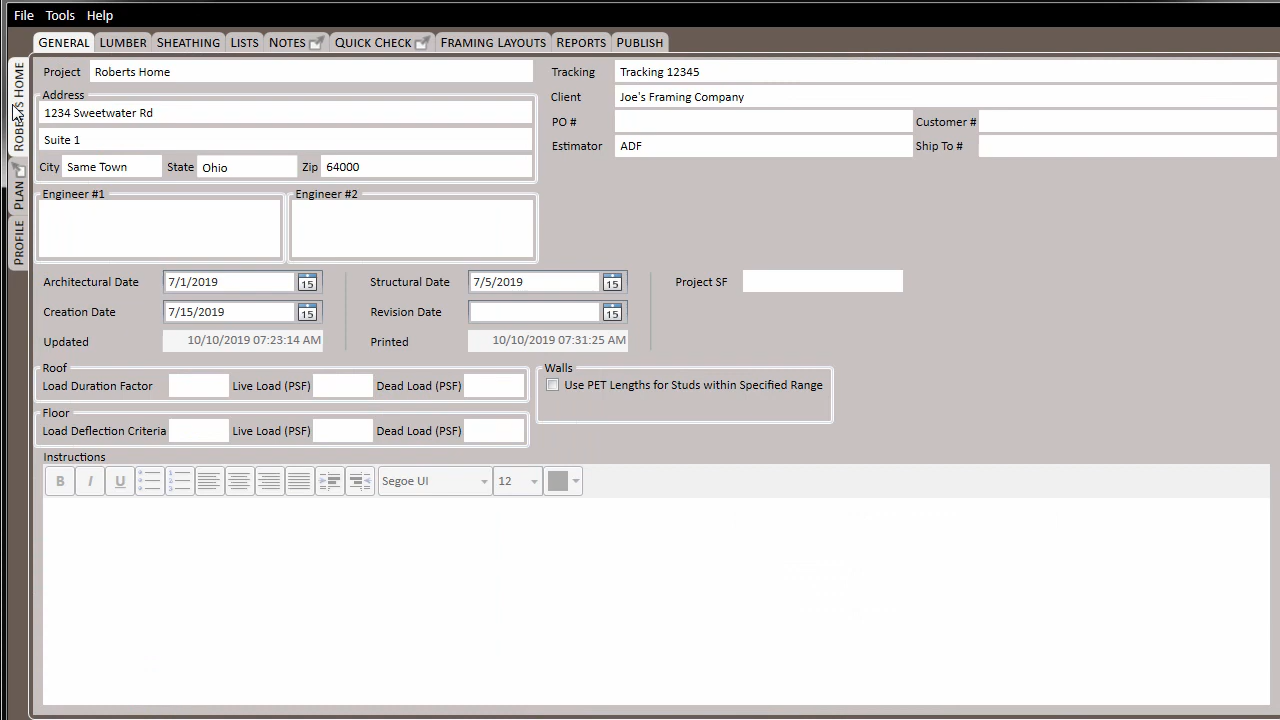 File Tools Help
GENERAL LUMBER SHEATHING LISTS NOTES QUICK CHECK FRAMING LAYOUTS REPORTS PUBLISH
ROBERTS HOME
PLAN
PROFILE
Project Roberts Home
Address
1234 Sweetwater Rd
Suite 1
City Same Town State Ohio Zip 64000
Tracking Tracking 12345
Client Joe's Framing Company
PO # Customer #
Estimator ADF Ship To #
Engineer #1 Engineer #2
Architectural Date 7/1/2019 15 Structural Date 7/5/2019 15 Project SF
Creation Date 7/15/2019 15 Revision Date 15
Updated 10/10/2019 07:23:14 AM Printed 10/10/2019 07:31:25 AM
Roof
Load Duration Factor Live Load (PSF) Dead Load (PSF)
Walls
Use PET Lengths for Studs within Specified Range
Floor
Load Deflection Criteria Live Load (PSF) Dead Load (PSF)
Instructions
B I U Segoe UI 12